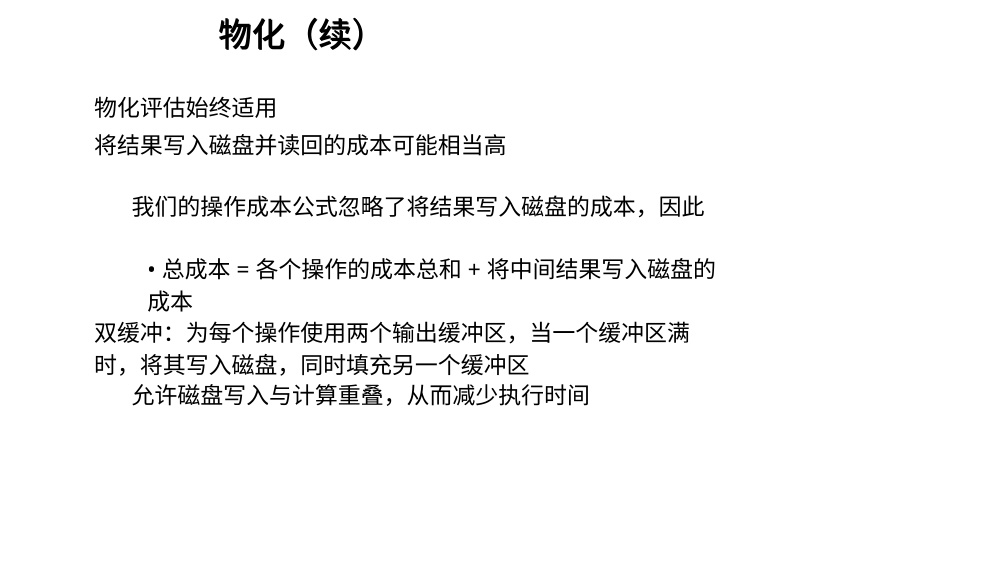 物化（续）
物化评估始终适用
将结果写入磁盘并读回的成本可能相当高
我们的操作成本公式忽略了将结果写入磁盘的成本，因此
• 总成本 = 各个操作的成本总和 + 将中间结果写入磁盘的
成本
双缓冲：为每个操作使用两个输出缓冲区，当一个缓冲区满
时，将其写入磁盘，同时填充另一个缓冲区
允许磁盘写入与计算重叠，从而减少执行时间